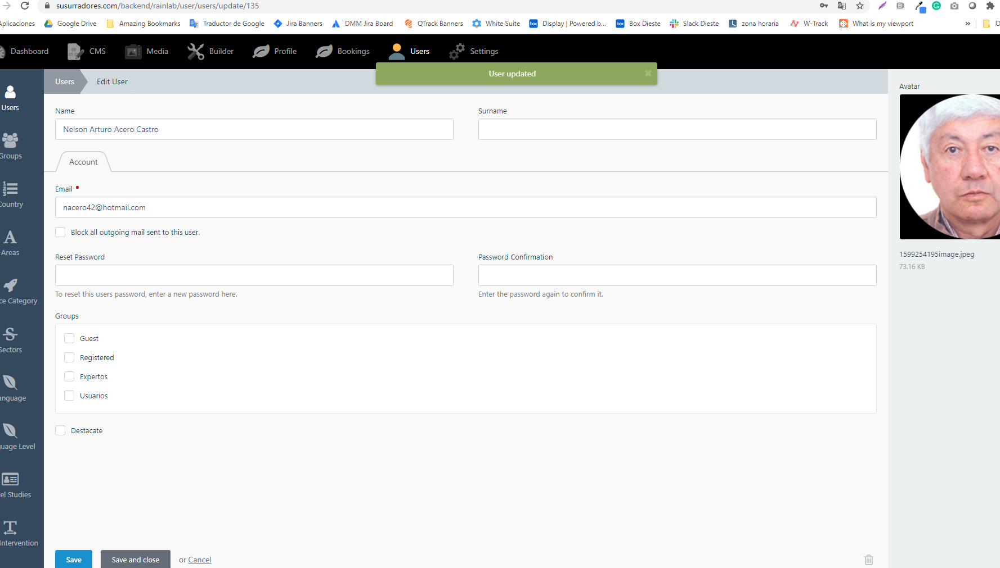 susurradores.com/backend/rainlab/user/users/update/135
Aplicaciones Google Drive Amazing Bookmarks Traductor de Google Jira Banners DMM Jira Board QTrack Banners White Suite Display | Powered b... Box Dieste Slack Dieste zona horaria W-Track What is my viewport » O
Dashboard CMS Media Builder Profile Bookings Users Settings
User updated ×
Users Edit User
Avatar
Users
Groups
Country
Areas
ce Category
Sectors
anguage
guage Level
el Studies
Intervention
Name
Nelson Arturo Acero Castro
Surname
Account
Email
nacero42@hotmail.com
Block all outgoing mail sent to this user.
Reset Password
To reset this users password, enter a new password here.
Password Confirmation
Enter the password again to confirm it.
Groups
Guest
Registered
Expertos
Usuarios
Destacate
Save Save and close or Cancel
1599254195image.jpeg
73.16 KB